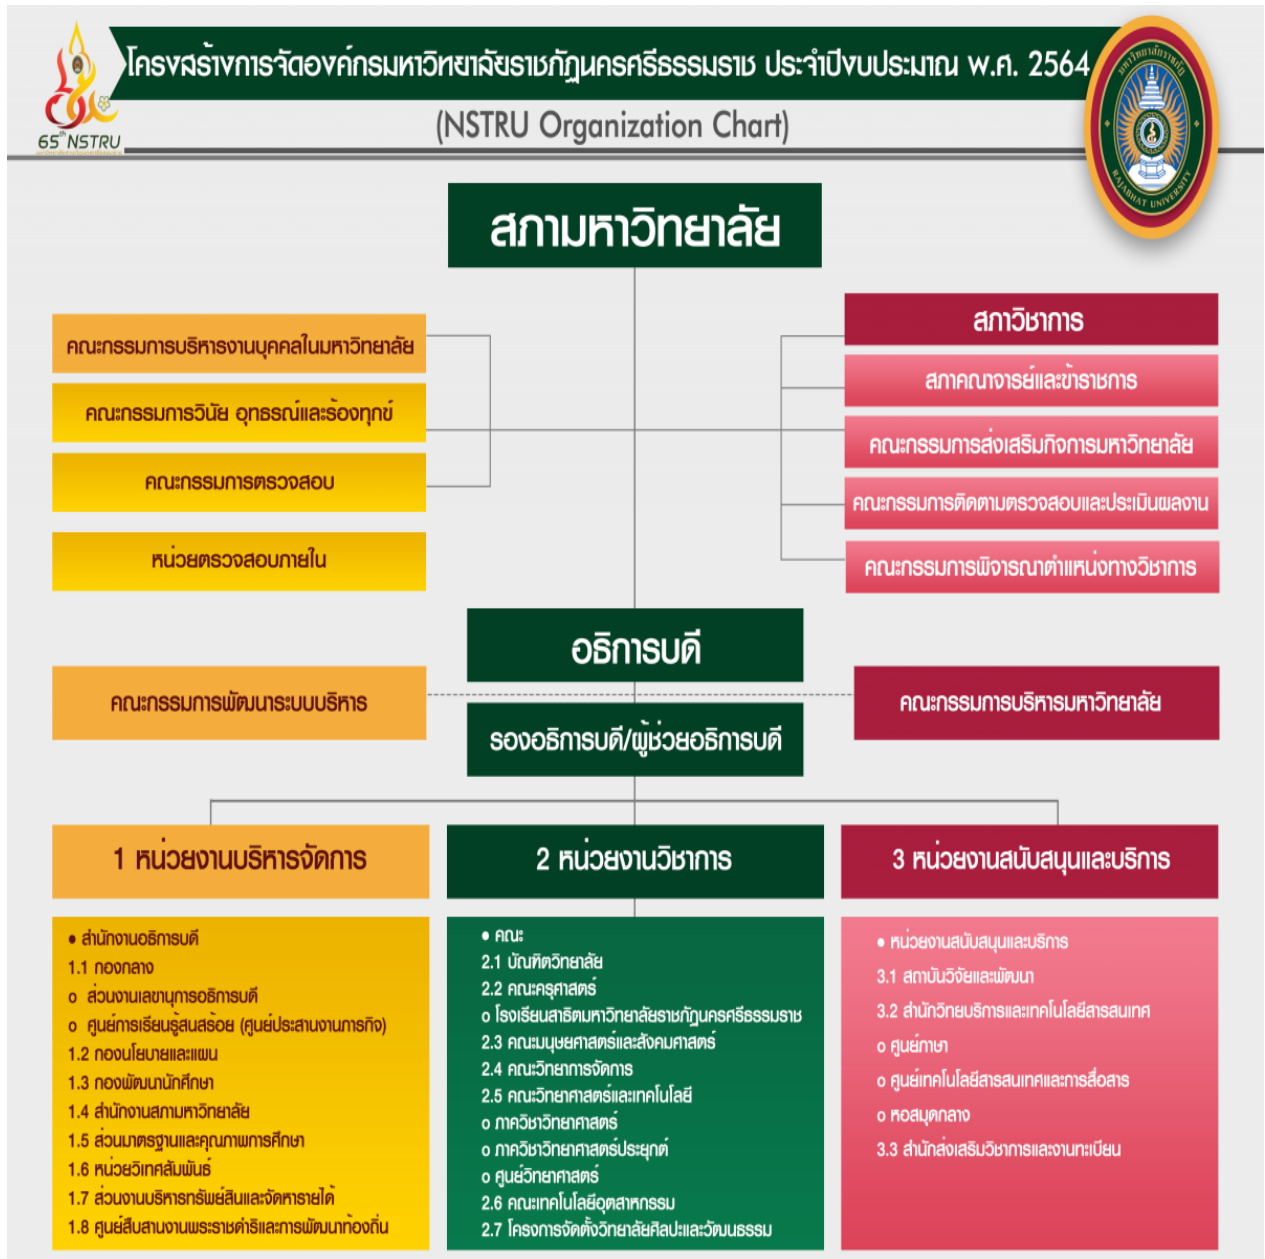 โครงสร้างการจัดองค์กรมหาวิทยาลัยราชภัฏนครศรีธรรมราช ประจำปีงบประมาณ พ.ศ. 2564
(NSTRU Organization Chart)
65th NSTRU
มหาวิทยาลัยราชภัฏ
RAJABHAT UNIVERSITY
สภามหาวิทยาลัย
คณะกรรมการบริหารงานบุคคลในมหาวิทยาลัย
คณะกรรมการวินัย อุทธรณ์และร้องทุกข์
คณะกรรมการตรวจสอบ
หน่วยตรวจสอบภายใน
สภาวิชาการ
สภาคณาจารย์และข้าราชการ
คณะกรรมการส่งเสริมกิจการมหาวิทยาลัย
คณะกรรมการติดตามตรวจสอบและประเมินผลงาน
คณะกรรมการพิจารณาตำแหน่งทางวิชาการ
อธิการบดี
คณะกรรมการพัฒนาระบบบริหาร
คณะกรรมการบริหารมหาวิทยาลัย
รองอธิการบดี/ผู้ช่วยอธิการบดี
1 หน่วยงานบริหารจัดการ
• สำนักงานอธิการบดี
1.1 กองกลาง
o ส่วนงานเลขานุการอธิการบดี
o ศูนย์การเรียนรู้สนสร้อย (ศูนย์ประสานงานภารกิจ)
1.2 กองนโยบายและแผน
1.3 กองพัฒนานักศึกษา
1.4 สำนักงานสภามหาวิทยาลัย
1.5 ส่วนมาตรฐานและคุณภาพการศึกษา
1.6 หน่วยวิเทศสัมพันธ์
1.7 ส่วนงานบริหารทรัพย์สินและจัดหารายได้
1.8 ศูนย์สืบสานงานพระราชดำริและการพัฒนาท้องถิ่น
2 หน่วยงานวิชาการ
• คณะ
2.1 บัณฑิตวิทยาลัย
2.2 คณะครุศาสตร์
o โรงเรียนสาธิตมหาวิทยาลัยราชภัฏนครศรีธรรมราช
2.3 คณะมนุษยศาสตร์และสังคมศาสตร์
2.4 คณะวิทยาการจัดการ
2.5 คณะวิทยาศาสตร์และเทคโนโลยี
o ภาควิชาวิทยาศาสตร์
o ภาควิชาวิทยาศาสตร์ประยุกต์
o ศูนย์วิทยาศาสตร์
2.6 คณะเทคโนโลยีอุตสาหกรรม
2.7 โครงการจัดตั้งวิทยาลัยศิลปะและวัฒนธรรม
3 หน่วยงานสนับสนุนและบริการ
• หน่วยงานสนับสนุนและบริการ
3.1 สถาบันวิจัยและพัฒนา
3.2 สำนักวิทยบริการและเทคโนโลยีสารสนเทศ
o ศูนย์ภาษา
o ศูนย์เทคโนโลยีสารสนเทศและการสื่อสาร
o หอสมุดกลาง
3.3 สำนักส่งเสริมวิชาการและงานทะเบียน